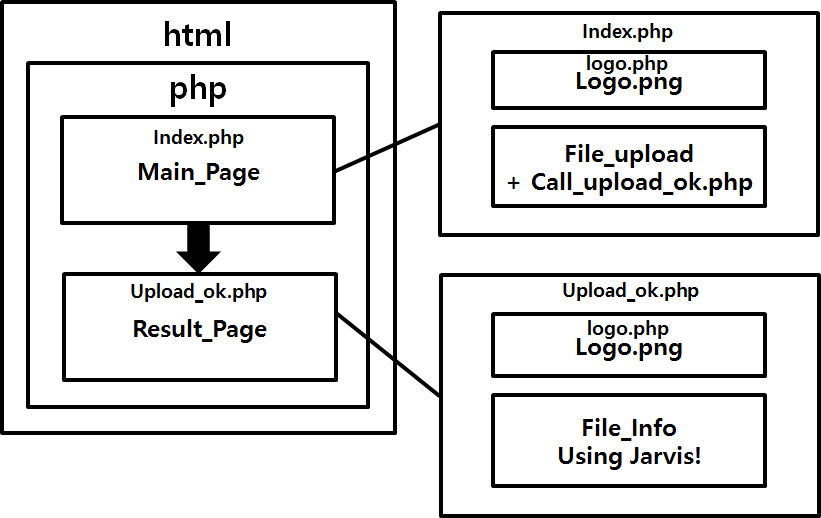 html
php
Index.php
Main_Page
Upload_ok.php
Result_Page
Index.php
logo.php
Logo.png
File_upload
+ Call_upload_ok.php
Upload_ok.php
logo.php
Logo.png
File_Info
Using Jarvis!